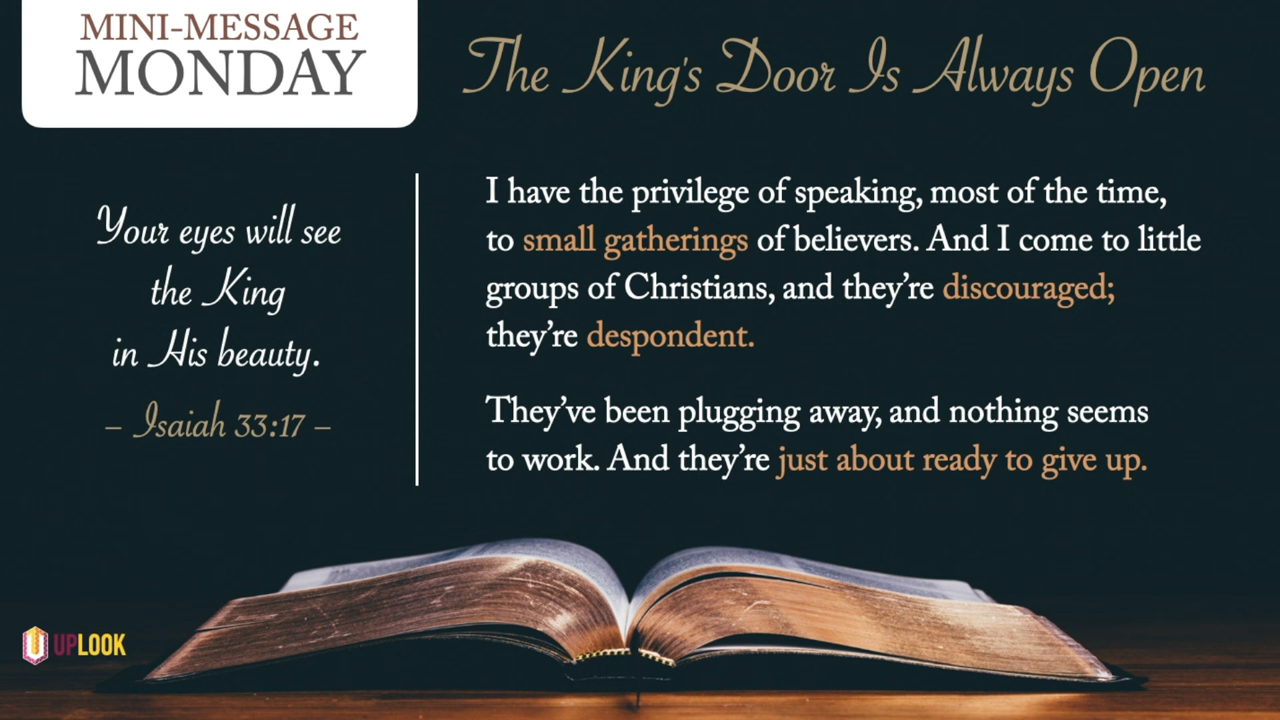 MINI-MESSAGE
MONDAY
The King's Door Is Always Open
Your eyes will see
the King
in His beauty.
– Isaiah 33:17 –
I have the privilege of speaking, most of the time,
to small gatherings of believers. And I come to little
groups of Christians, and they’re discouraged;
they’re despondent.
They’ve been plugging away, and nothing seems
to work. And they’re just about ready to give up.
UPLOOK